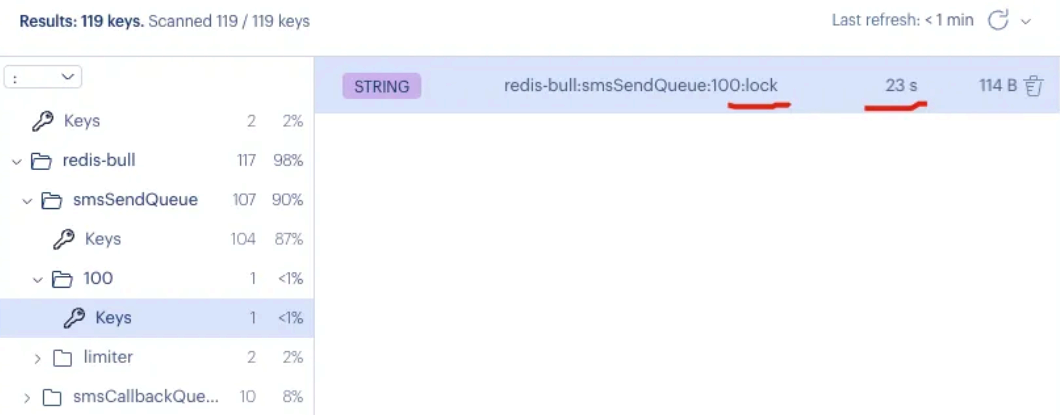 Results: 119 keys. Scanned 119 / 119 keys
Last refresh: < 1 min
:
STRING redis-bull:smsSendQueue:100:lock 23 s 114 B
Keys 2 2%
redis-bull 117 98%
smsSendQueue 107 90%
Keys 104 87%
100 1 <1%
Keys 1 <1%
limiter 2 2%
smsCallbackQue... 10 8%